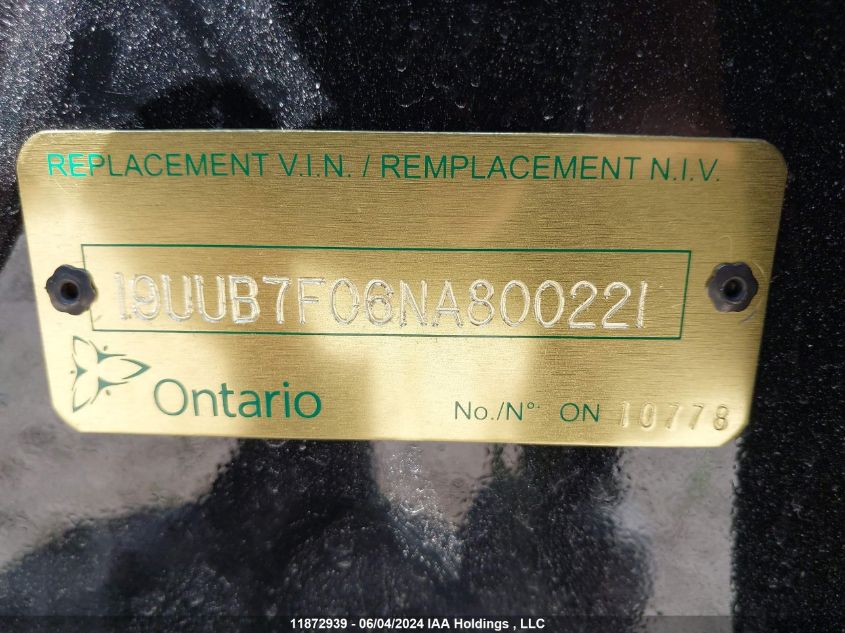 REPLACEMENT V.I.N. / REMPLACEMENT N.I.V.
19UUB7F06NA800221
Ontario
No./N°. ON 10778
11872939 - 06/04/2024 IAA Holdings , LLC